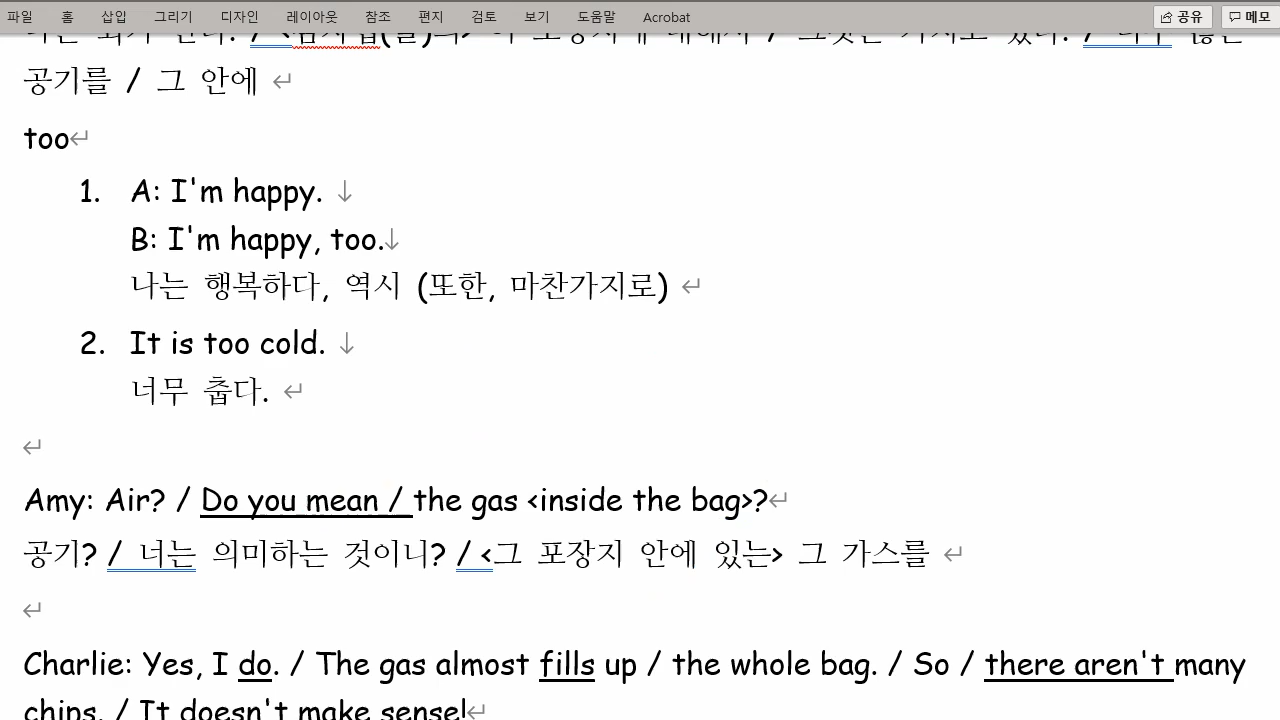 파일 홈 삽입 그리기 디자인 레이아웃 참조 편지 검토 보기 도움말 Acrobat 공유 메모
공기를 / 그 안에
too
1. A: I'm happy.
B: I'm happy, too.
나는 행복하다, 역시 (또한, 마찬가지로)
2. It is too cold.
너무 춥다.
Amy: Air? / Do you mean / the gas <inside the bag>?
공기? / 너는 의미하는 것이니? / <그 포장지 안에 있는> 그 가스를
Charlie: Yes, I do. / The gas almost fills up / the whole bag. / So / there aren't many
chips. / It doesn't make sense!